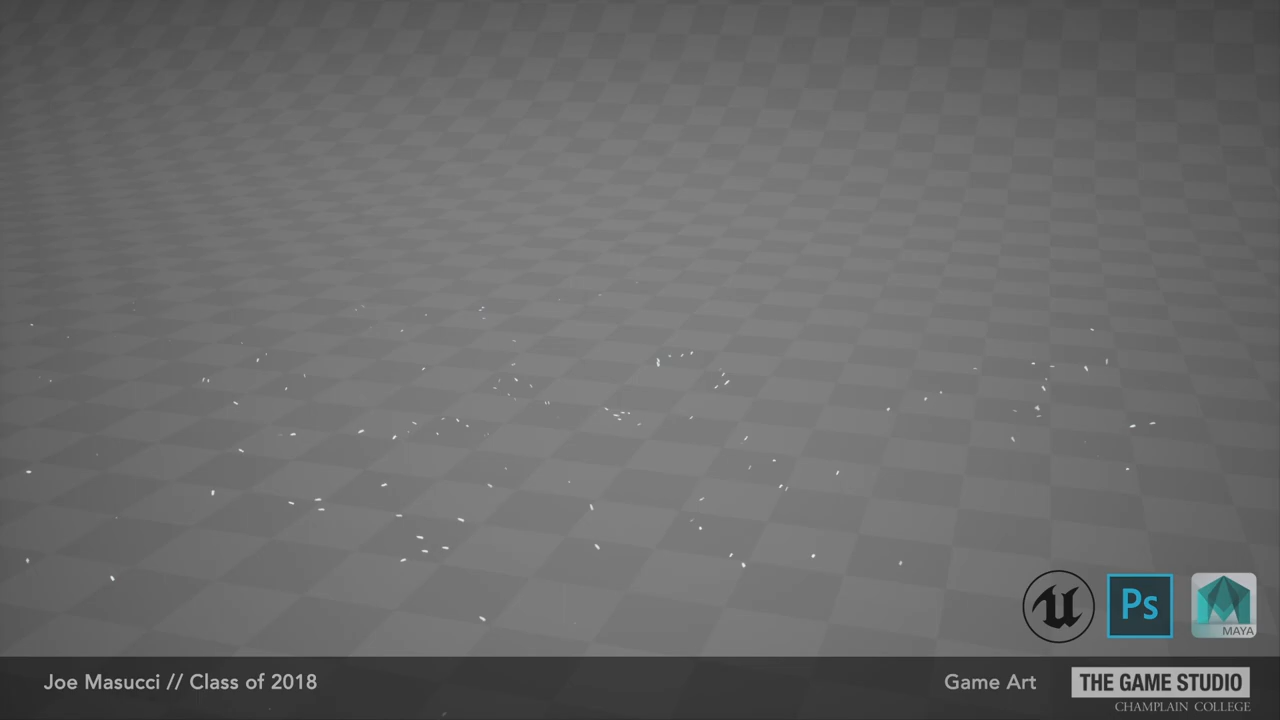 Ps
MAYA
Joe Masucci // Class of 2018
Game Art
THE GAME STUDIO
CHAMPLAIN COLLEGE